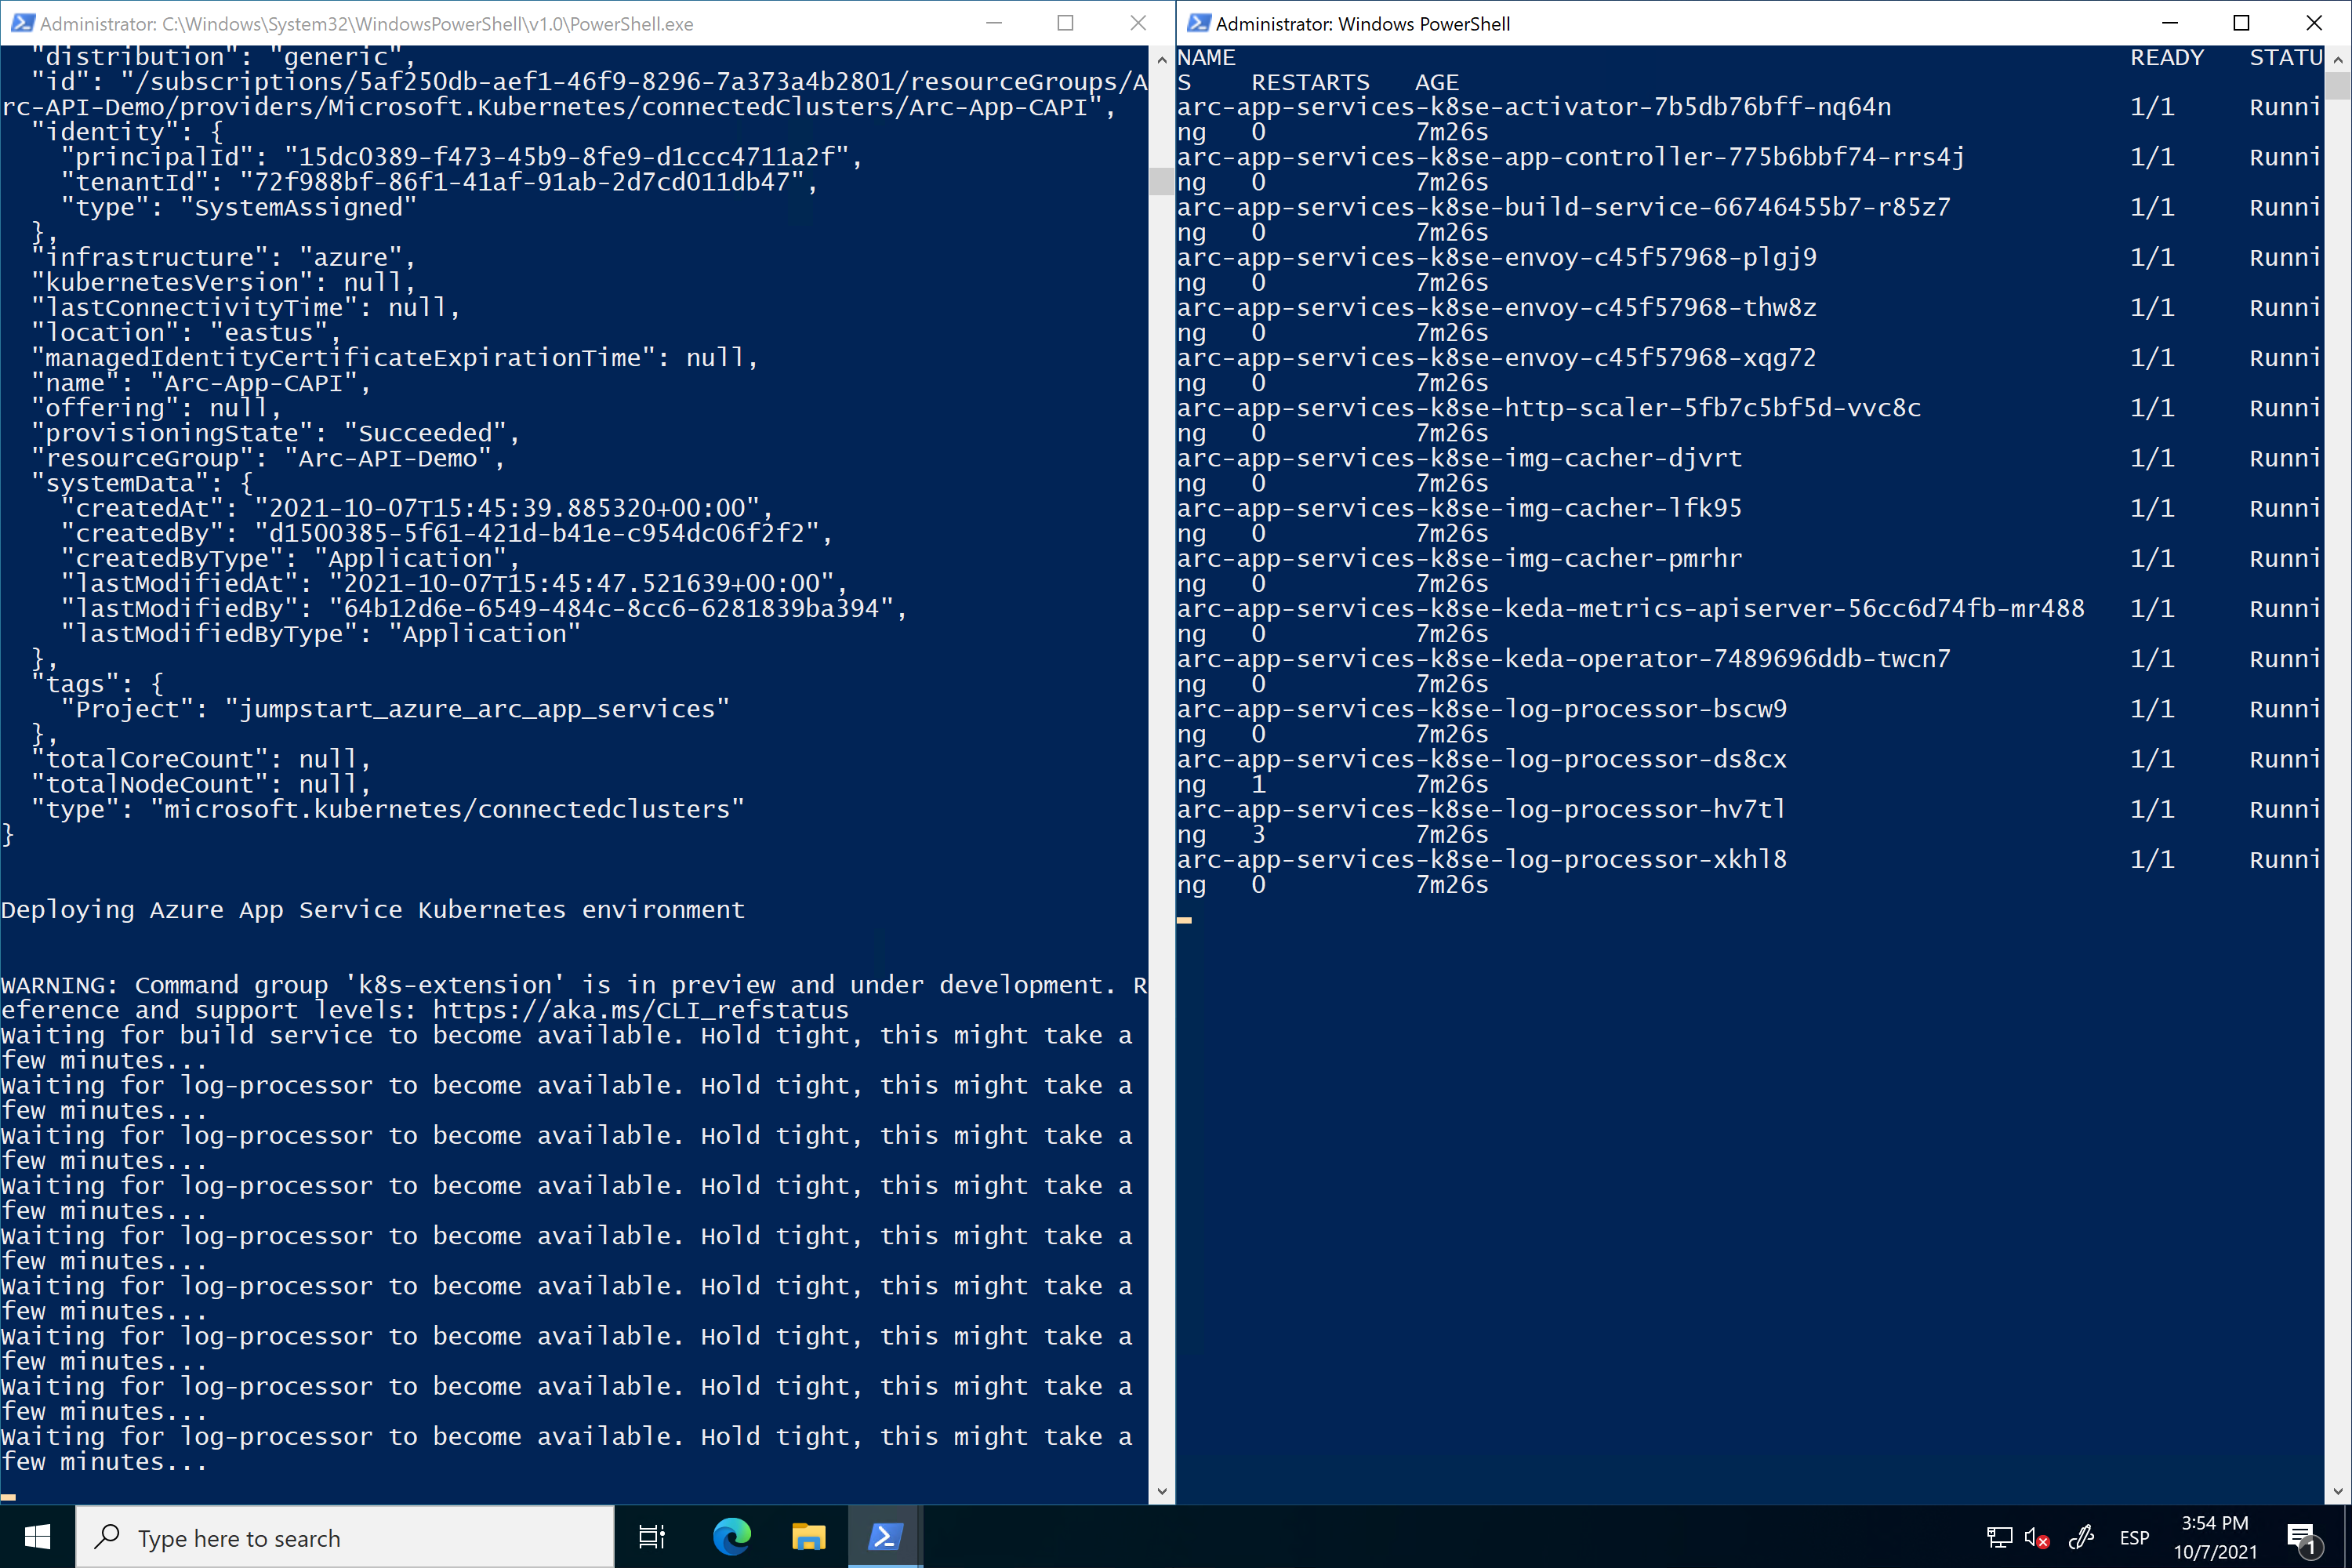 Administrator: C:\Windows\System32\WindowsPowerShell\v1.0\PowerShell.exe
  "distribution": "generic",
  "id": "/subscriptions/5af250db-aef1-46f9-8296-7a373a4b2801/resourceGroups/A
rc-API-Demo/providers/Microsoft.Kubernetes/connectedClusters/Arc-App-CAPI",
  "identity": {
    "principalId": "15dc0389-f473-45b9-8fe9-d1ccc4711a2f",
    "tenantId": "72f988bf-86f1-41af-91ab-2d7cd011db47",
    "type": "SystemAssigned"
  },
  "infrastructure": "azure",
  "kubernetesVersion": null,
  "lastConnectivityTime": null,
  "location": "eastus",
  "managedIdentityCertificateExpirationTime": null,
  "name": "Arc-App-CAPI",
  "offering": null,
  "provisioningState": "Succeeded",
  "resourceGroup": "Arc-API-Demo",
  "systemData": {
    "createdAt": "2021-10-07T15:45:39.885320+00:00",
    "createdBy": "d1500385-5f61-421d-b41e-c954dc06f2f2",
    "createdByType": "Application",
    "lastModifiedAt": "2021-10-07T15:45:47.521639+00:00",
    "lastModifiedBy": "64b12d6e-6549-484c-8cc6-6281839ba394",
    "lastModifiedByType": "Application"
  },
  "tags": {
    "Project": "jumpstart_azure_arc_app_services"
  },
  "totalCoreCount": null,
  "totalNodeCount": null,
  "type": "microsoft.kubernetes/connectedclusters"
}
Deploying Azure App Service Kubernetes environment
WARNING: Command group 'k8s-extension' is in preview and under development. R
eference and support levels: https://aka.ms/CLI_refstatus
Waiting for build service to become available. Hold tight, this might take a
few minutes...
Waiting for log-processor to become available. Hold tight, this might take a
few minutes...
Waiting for log-processor to become available. Hold tight, this might take a
few minutes...
Waiting for log-processor to become available. Hold tight, this might take a
few minutes...
Waiting for log-processor to become available. Hold tight, this might take a
few minutes...
Waiting for log-processor to become available. Hold tight, this might take a
few minutes...
Waiting for log-processor to become available. Hold tight, this might take a
few minutes...
Waiting for log-processor to become available. Hold tight, this might take a
few minutes...
Waiting for log-processor to become available. Hold tight, this might take a
few minutes...
Administrator: Windows PowerShell
NAME READY STATU
S RESTARTS AGE
arc-app-services-k8se-activator-7b5db76bff-nq64n 1/1 Runni
ng 0 7m26s
arc-app-services-k8se-app-controller-775b6bbf74-rrs4j 1/1 Runni
ng 0 7m26s
arc-app-services-k8se-build-service-66746455b7-r85z7 1/1 Runni
ng 0 7m26s
arc-app-services-k8se-envoy-c45f57968-plgj9 1/1 Runni
ng 0 7m26s
arc-app-services-k8se-envoy-c45f57968-thw8z 1/1 Runni
ng 0 7m26s
arc-app-services-k8se-envoy-c45f57968-xqg72 1/1 Runni
ng 0 7m26s
arc-app-services-k8se-http-scaler-5fb7c5bf5d-vvc8c 1/1 Runni
ng 0 7m26s
arc-app-services-k8se-img-cacher-djvrt 1/1 Runni
ng 0 7m26s
arc-app-services-k8se-img-cacher-lfk95 1/1 Runni
ng 0 7m26s
arc-app-services-k8se-img-cacher-pmrhr 1/1 Runni
ng 0 7m26s
arc-app-services-k8se-keda-metrics-apiserver-56cc6d74fb-mr488 1/1 Runni
ng 0 7m26s
arc-app-services-k8se-keda-operator-7489696ddb-twcn7 1/1 Runni
ng 0 7m26s
arc-app-services-k8se-log-processor-bscw9 1/1 Runni
ng 0 7m26s
arc-app-services-k8se-log-processor-ds8cx 1/1 Runni
ng 1 7m26s
arc-app-services-k8se-log-processor-hv7tl 1/1 Runni
ng 3 7m26s
arc-app-services-k8se-log-processor-xkhl8 1/1 Runni
ng 0 7m26s
Type here to search
ESP
3:54 PM
10/7/2021
1